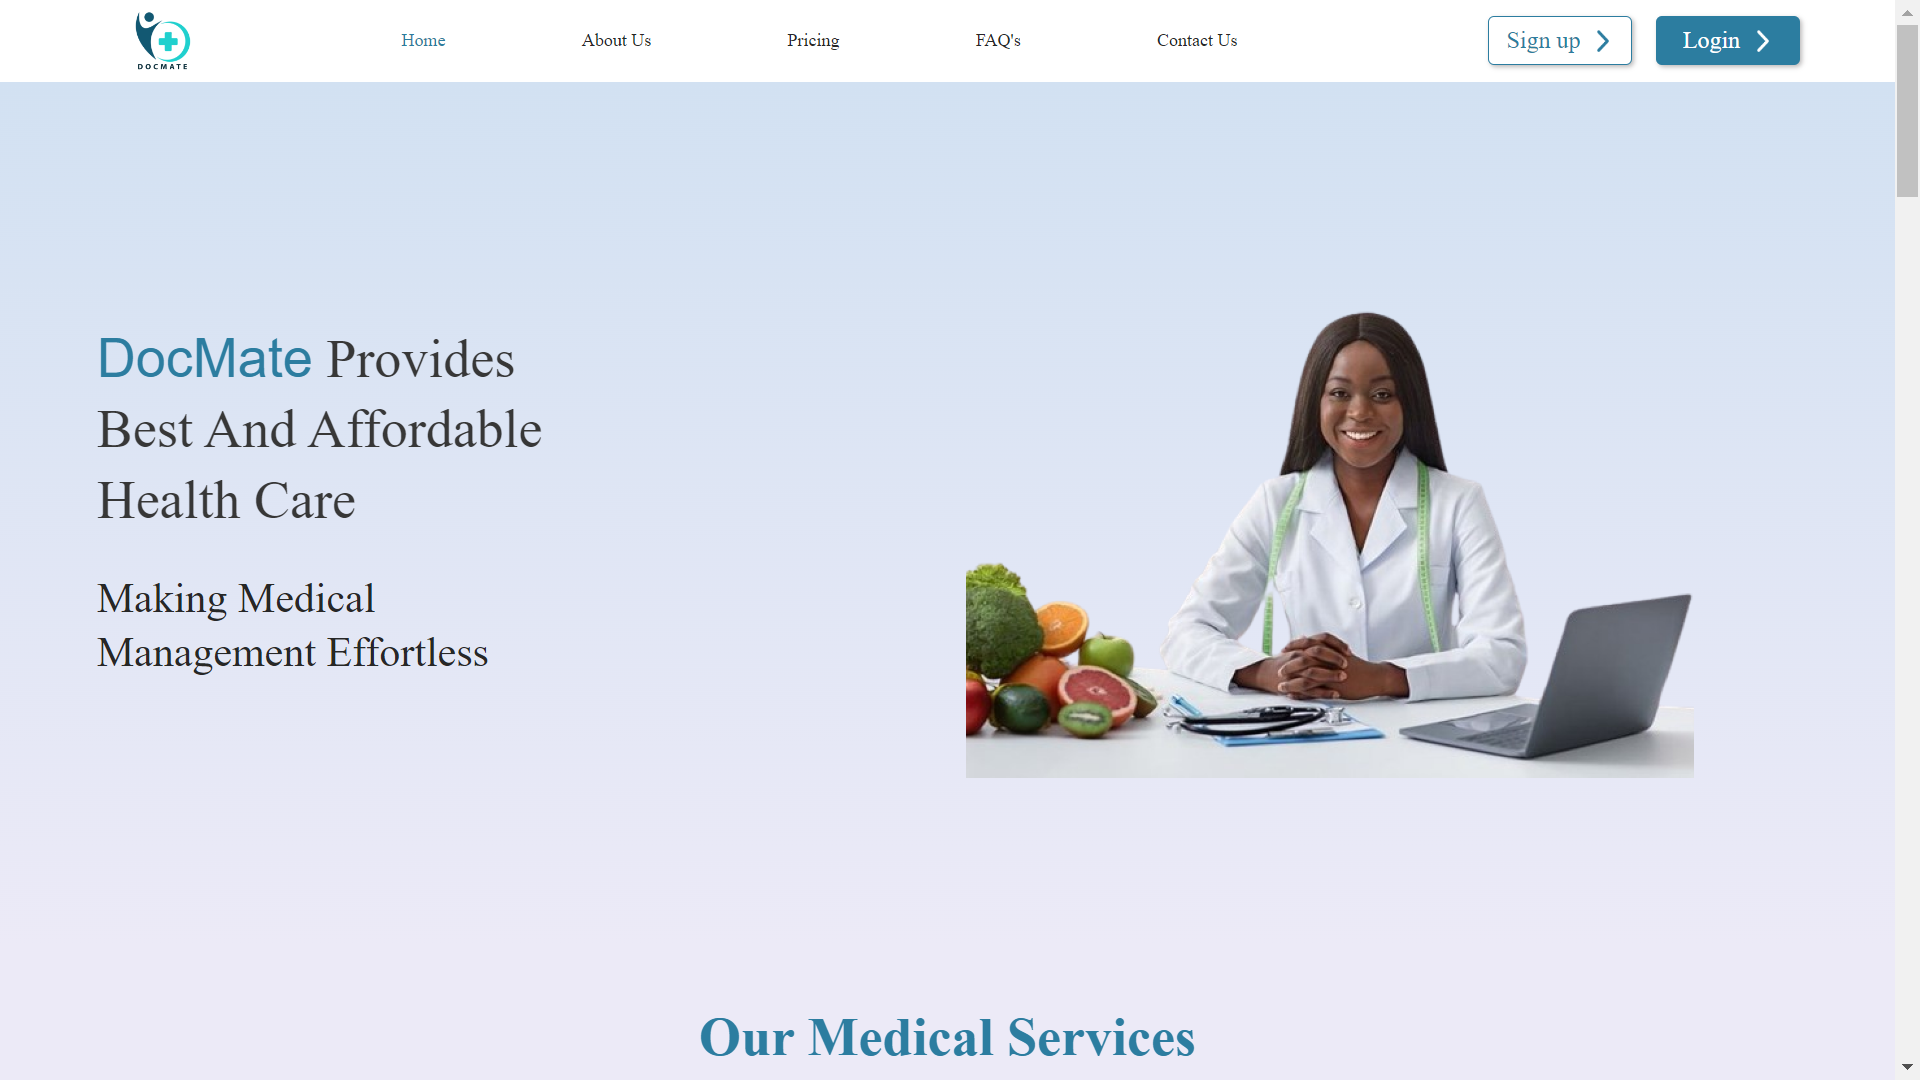 DOCMATE
Home
About Us
Pricing
FAQ's
Contact Us
Sign up
Login
DocMate Provides
Best And Affordable
Health Care
Making Medical
Management Effortless
Our Medical Services